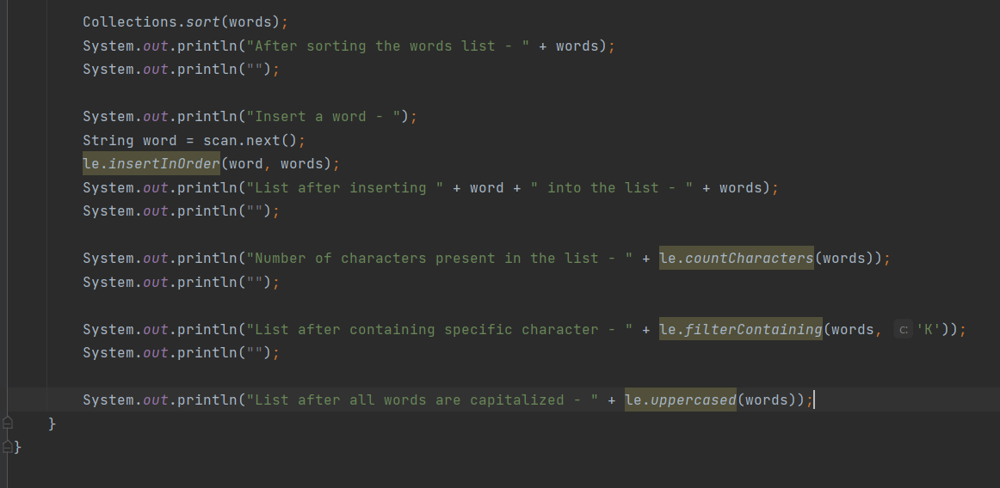 Collections.sort(words);
System.out.println("After sorting the words list - " + words);
System.out.println("");
System.out.println("Insert a word - ");
String word = scan.next();
le.insertInOrder(word, words);
System.out.println("List after inserting " + word + " into the list - " + words);
System.out.println("");
System.out.println("Number of characters present in the list - " + le.countCharacters(words));
System.out.println("");
System.out.println("List after containing specific character - " + le.filterContaining(words, c: 'K'));
System.out.println("");
System.out.println("List after all words are capitalized - " + le.uppercased(words));
}
}